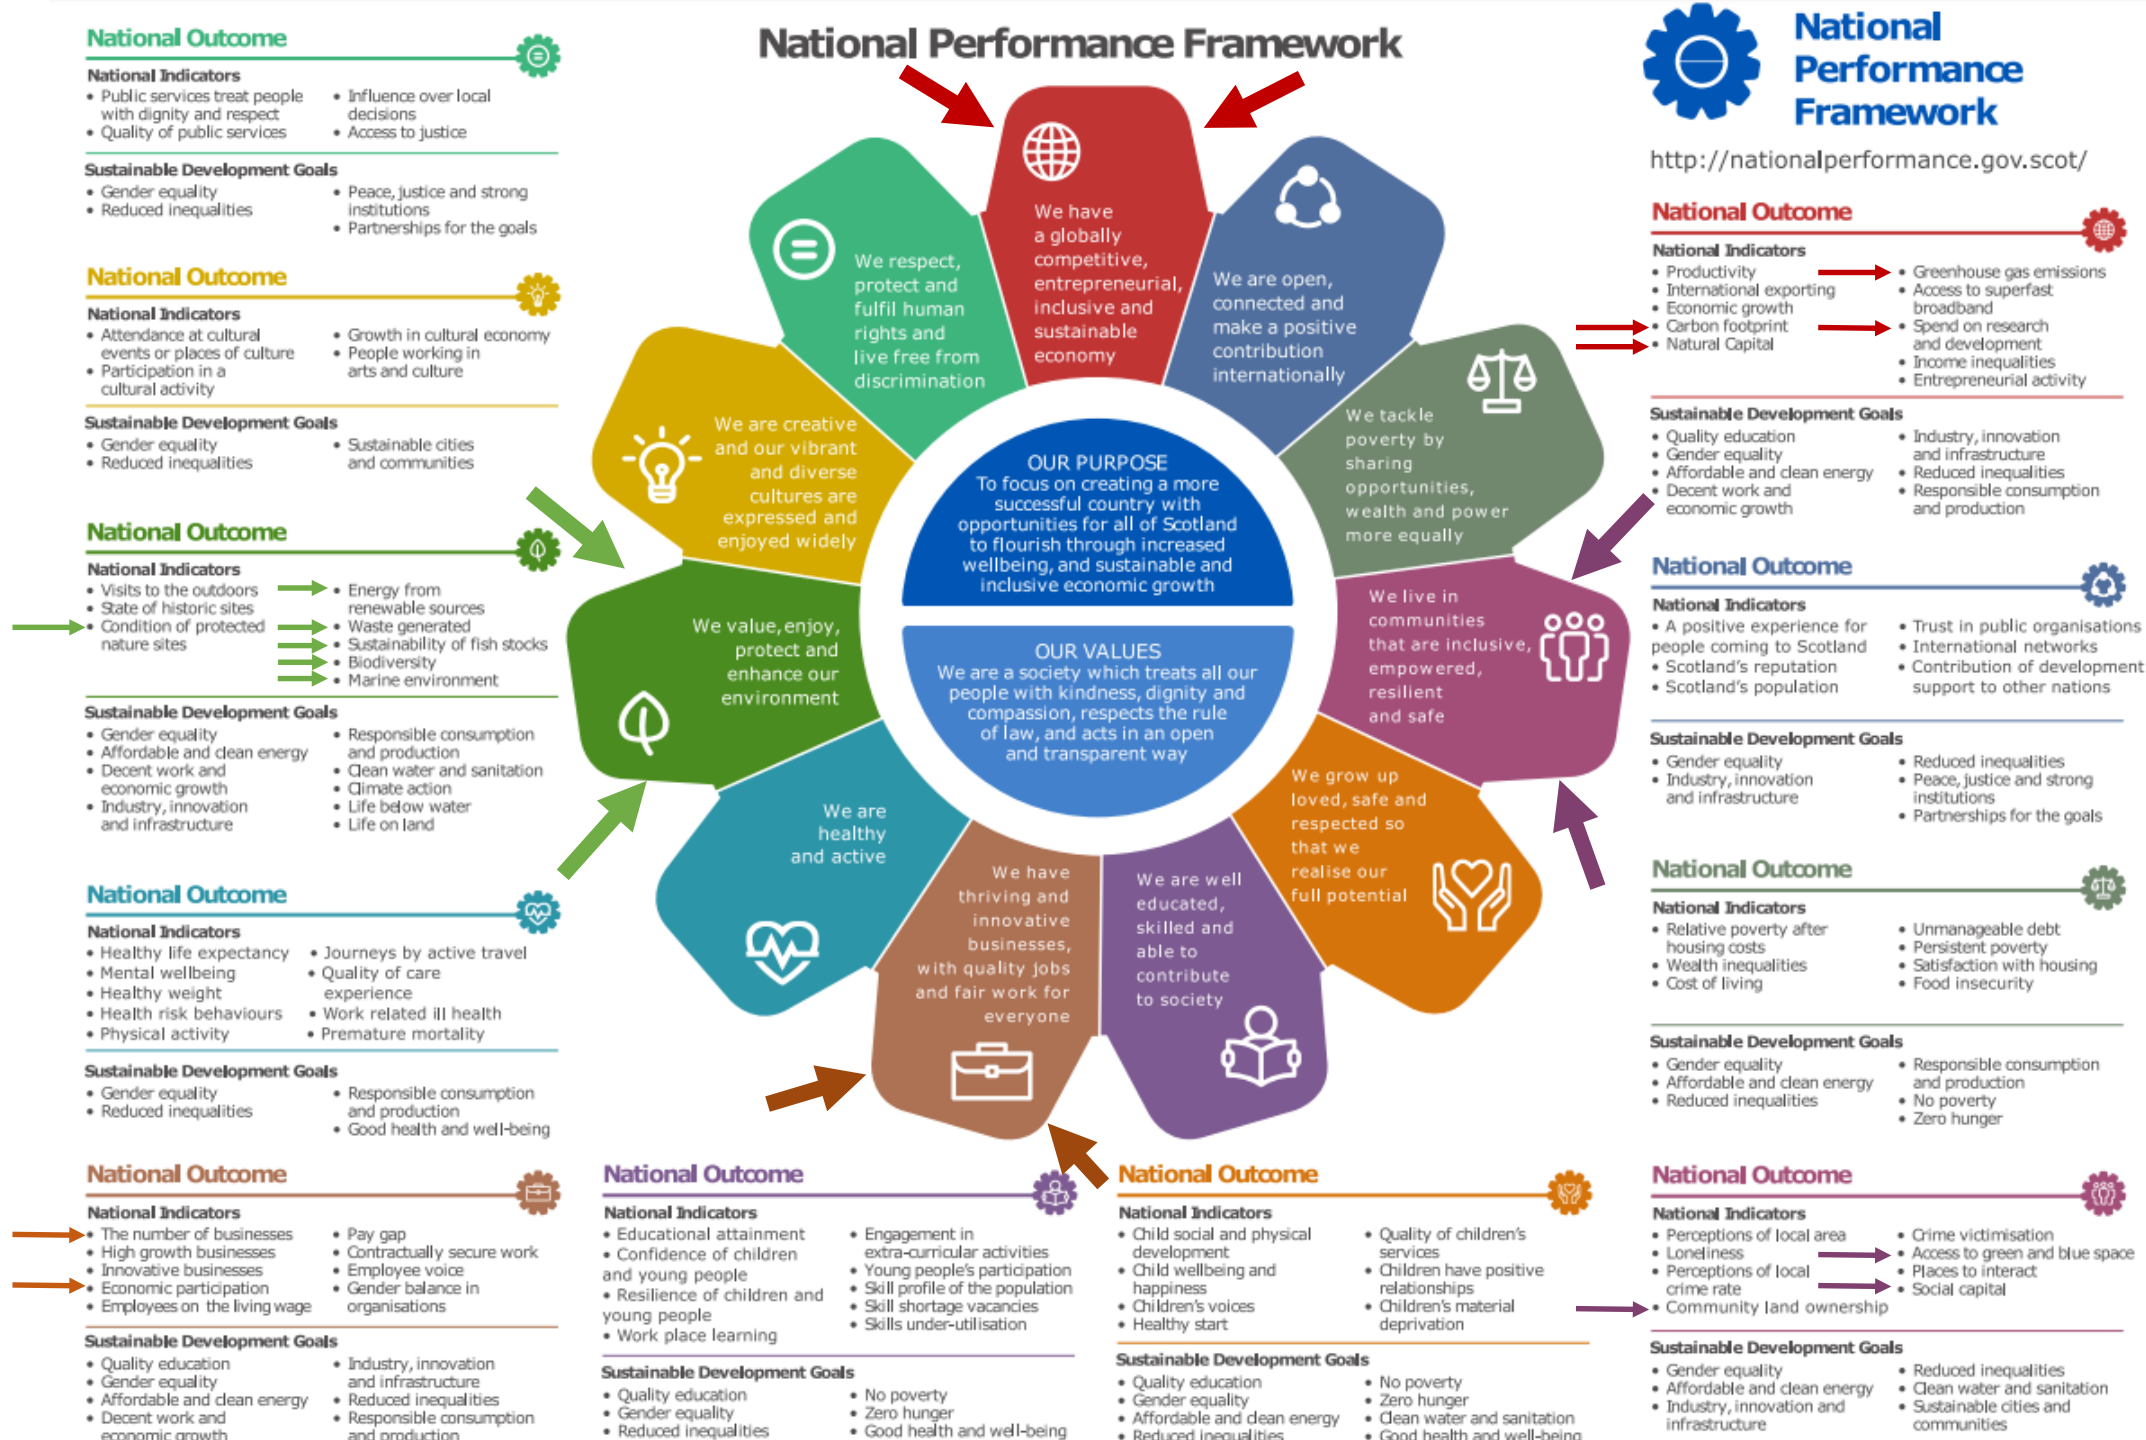 National Performance Framework
National
Performance
Framework
http://nationalperformance.gov.scot/
National Outcome
National Indicators
• Public services treat people
with dignity and respect
• Quality of public services
• Influence over local
decisions
• Access to justice
Sustainable Development Goals
• Gender equality
• Reduced inequalities
• Peace, justice and strong
institutions
• Partnerships for the goals
National Outcome
National Indicators
• Attendance at cultural
events or places of culture
• Participation in a
cultural activity
• Growth in cultural economy
• People working in
arts and culture
Sustainable Development Goals
• Gender equality
• Reduced inequalities
• Sustainable cities
and communities
National Outcome
National Indicators
• Visits to the outdoors
• State of historic sites
• Condition of protected
nature sites
• Energy from
renewable sources
• Waste generated
• Sustainability of fish stocks
• Biodiversity
• Marine environment
Sustainable Development Goals
• Gender equality
• Affordable and clean energy
• Decent work and
economic growth
• Industry, innovation
and infrastructure
• Responsible consumption
and production
• Clean water and sanitation
• Climate action
• Life below water
• Life on land
National Outcome
National Indicators
• Healthy life expectancy
• Mental wellbeing
• Healthy weight
• Health risk behaviours
• Physical activity
• Journeys by active travel
• Quality of care
experience
• Work related ill health
• Premature mortality
Sustainable Development Goals
• Gender equality
• Reduced inequalities
• Responsible consumption
and production
• Good health and well-being
National Outcome
National Indicators
• The number of businesses
• High growth businesses
• Innovative businesses
• Economic participation
• Employees on the living wage
• Pay gap
• Contractually secure work
• Employee voice
• Gender balance in
organisations
Sustainable Development Goals
• Quality education
• Gender equality
• Affordable and clean energy
• Decent work and
economic growth
• Industry, innovation
and infrastructure
• Reduced inequalities
• Responsible consumption
and production
We have
a globally
competitive,
entrepreneurial,
inclusive and
sustainable
economy
We are open,
connected and
make a positive
contribution
internationally
We tackle
poverty by
sharing
opportunities,
wealth and power
more equally
We live in
communities
that are inclusive,
empowered,
resilient
and safe
We grow up
loved, safe and
respected so
that we
realise our
full potential
We are well
educated,
skilled and
able to
contribute
to society
We have
thriving and
innovative
businesses,
with quality jobs
and fair work for
everyone
We are
healthy
and active
We value, enjoy,
protect and
enhance our
environment
We are creative
and our vibrant
and diverse
cultures are
expressed and
enjoyed widely
We respect,
protect and
fulfil human
rights and
live free from
discrimination
OUR PURPOSE
To focus on creating a more
successful country with
opportunities for all of Scotland
to flourish through increased
wellbeing, and sustainable and
inclusive economic growth
OUR VALUES
We are a society which treats all our
people with kindness, dignity and
compassion, respects the rule
of law, and acts in an open
and transparent way
National Outcome
National Indicators
• Educational attainment
• Confidence of children
and young people
• Resilience of children and
young people
• Work place learning
• Engagement in
extra-curricular activities
• Young people's participation
• Skill profile of the population
• Skill shortage vacancies
• Skills under-utilisation
Sustainable Development Goals
• Quality education
• Gender equality
• Reduced inequalities
• No poverty
• Zero hunger
• Good health and well-being
National Outcome
National Indicators
• Child social and physical
development
• Child wellbeing and
happiness
• Children's voices
• Healthy start
• Quality of children's
services
• Children have positive
relationships
• Children's material
deprivation
Sustainable Development Goals
• Quality education
• Gender equality
• Affordable and clean energy
• Reduced inequalities
• No poverty
• Zero hunger
• Clean water and sanitation
• Good health and well-being
National Outcome
National Indicators
• Productivity
• International exporting
• Economic growth
• Carbon footprint
• Natural Capital
• Greenhouse gas emissions
• Access to superfast
broadband
• Spend on research
and development
• Income inequalities
• Entrepreneurial activity
Sustainable Development Goals
• Quality education
• Gender equality
• Affordable and clean energy
• Decent work and
economic growth
• Industry, innovation
and infrastructure
• Reduced inequalities
• Responsible consumption
and production
National Outcome
National Indicators
• A positive experience for
people coming to Scotland
• Scotland's reputation
• Scotland's population
• Trust in public organisations
• International networks
• Contribution of development
support to other nations
Sustainable Development Goals
• Gender equality
• Industry, innovation
and infrastructure
• Reduced inequalities
• Peace, justice and strong
institutions
• Partnerships for the goals
National Outcome
National Indicators
• Relative poverty after
housing costs
• Wealth inequalities
• Cost of living
• Unmanageable debt
• Persistent poverty
• Satisfaction with housing
• Food insecurity
Sustainable Development Goals
• Gender equality
• Affordable and clean energy
• Reduced inequalities
• Responsible consumption
and production
• No poverty
• Zero hunger
National Outcome
National Indicators
• Perceptions of local area
• Loneliness
• Perceptions of local
crime rate
• Community land ownership
• Crime victimisation
• Access to green and blue space
• Places to interact
• Social capital
Sustainable Development Goals
• Gender equality
• Affordable and clean energy
• Industry, innovation and
infrastructure
• Reduced inequalities
• Clean water and sanitation
• Sustainable cities and
communities